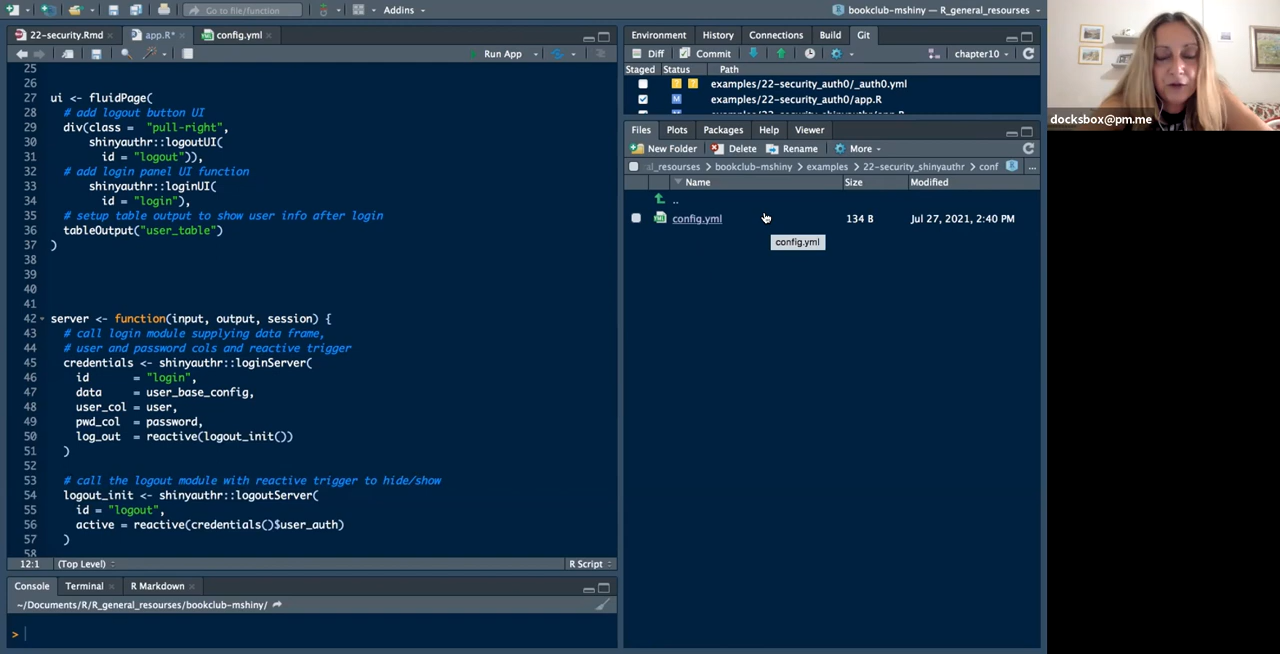 Go to file/function
Addins
bookclub-mshiny — R_general_resourses
22-security.Rmd
app.R*
config.yml
Run App
25
26
27 ui <- fluidPage(
28 # add logout button UI
29 div(class = "pull-right",
30 shinyauthr::logoutUI(
31 id = "logout")),
32 # add login panel UI function
33 shinyauthr::loginUI(
34 id = "login"),
35 # setup table output to show user info after login
36 tableOutput("user_table")
37 )
38
39
40
41
42 server <- function(input, output, session) {
43 # call login module supplying data frame,
44 # user and password cols and reactive trigger
45 credentials <- shinyauthr::loginServer(
46 id = "login",
47 data = user_base_config,
48 user_col = user,
49 pwd_col = password,
50 log_out = reactive(logout_init())
51 )
52
53 # call the logout module with reactive trigger to hide/show
54 logout_init <- shinyauthr::logoutServer(
55 id = "logout",
56 active = reactive(credentials()$user_auth)
57 )
58
12:1 (Top Level) R Script
Console Terminal R Markdown
~/Documents/R/R_general_resourses/bookclub-mshiny/
>
Environment History Connections Build Git
Diff Commit chapter10
Staged Status Path
examples/22-security_auth0/_auth0.yml
M examples/22-security_auth0/app.R
Files Plots Packages Help Viewer
New Folder Delete Rename More
al_resourses bookclub-mshiny examples 22-security_shinyauthr conf ...
Name Size Modified
..
config.yml 134 B Jul 27, 2021, 2:40 PM
config.yml
docksbox@pm.me